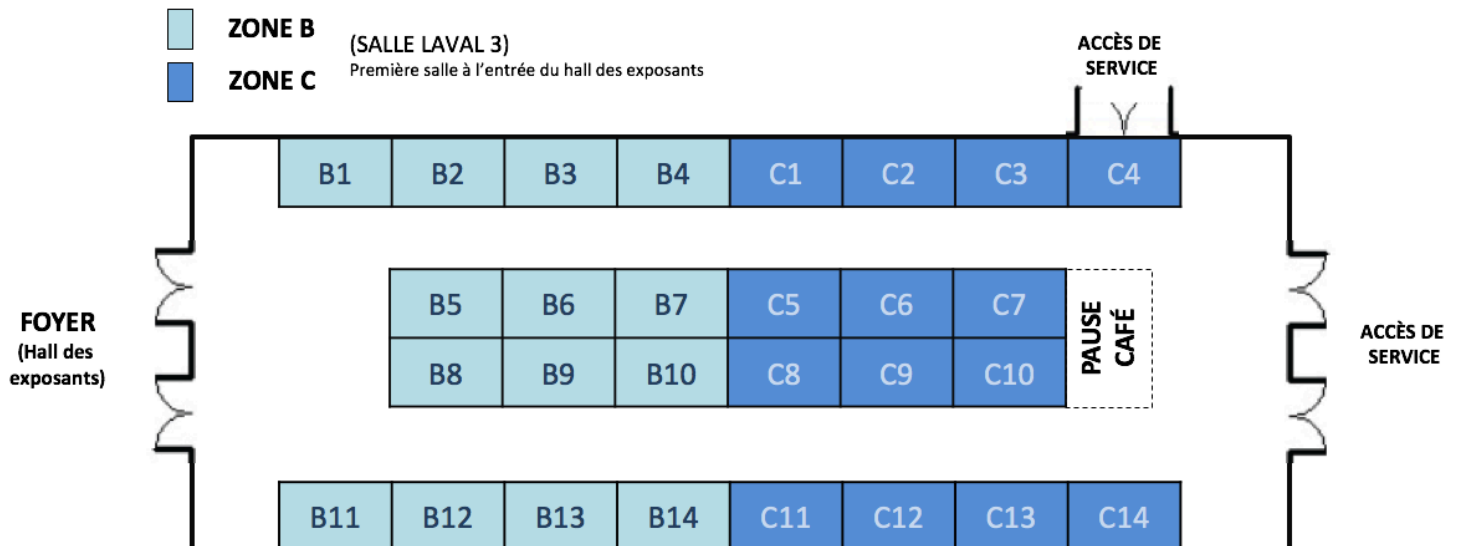 ZONE B
(SALLE LAVAL 3)
Première salle à l’entrée du hall des exposants
ZONE C
ACCÈS DE
SERVICE
B1 B2 B3 B4 C1 C2 C3 C4
B5 B6 B7 C5 C6 C7
B8 B9 B10 C8 C9 C10
PAUSE
CAFÉ
FOYER
(Hall des
exposants)
ACCÈS DE
SERVICE
B11 B12 B13 B14 C11 C12 C13 C14